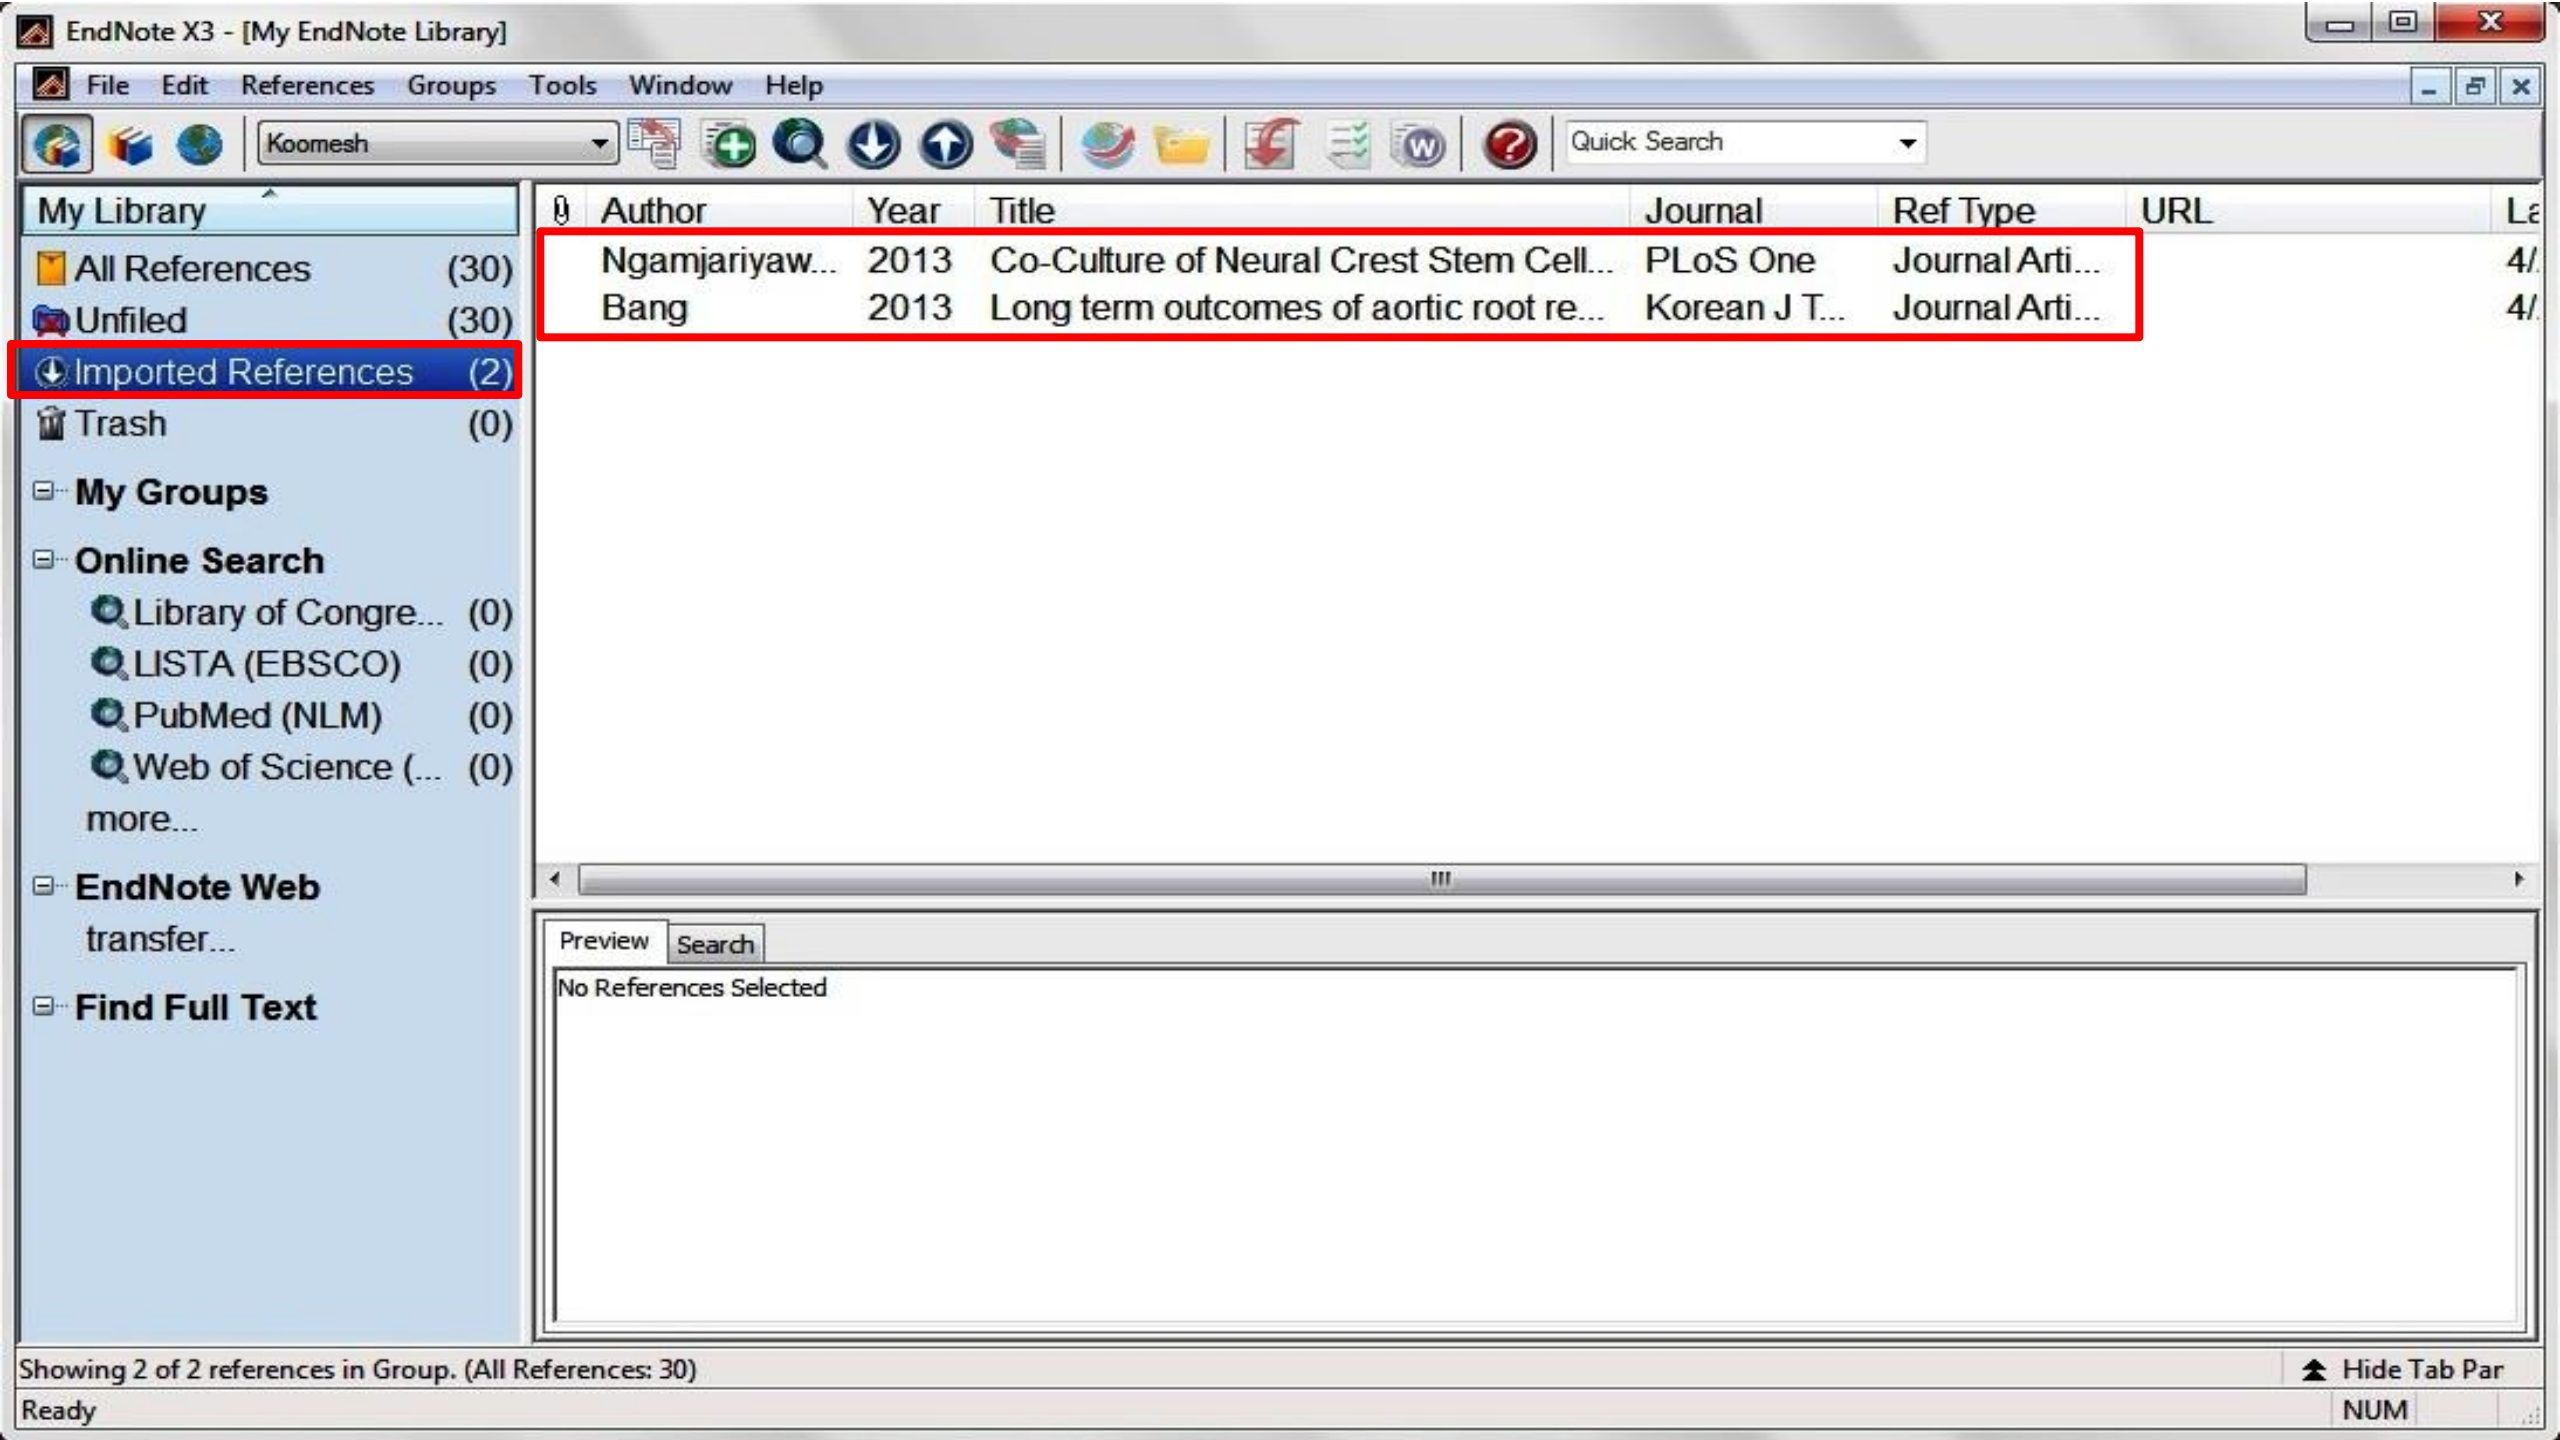 EndNote X3 - [My EndNote Library]
File Edit References Groups Tools Window Help
Koomesh
Quick Search
My Library
All References (30)
Unfiled (30)
Imported References (2)
Trash (0)
My Groups
Online Search
Library of Congre... (0)
LISTA (EBSCO) (0)
PubMed (NLM) (0)
Web of Science (... (0)
more...
EndNote Web
transfer...
Find Full Text
Author Year Title Journal Ref Type URL
Ngamjariyaw... 2013 Co-Culture of Neural Crest Stem Cell... PLoS One Journal Arti... 4/
Bang 2013 Long term outcomes of aortic root re... Korean J T... Journal Arti... 4/
Preview Search
No References Selected
Showing 2 of 2 references in Group. (All References: 30)
Hide Tab Par
Ready
NUM